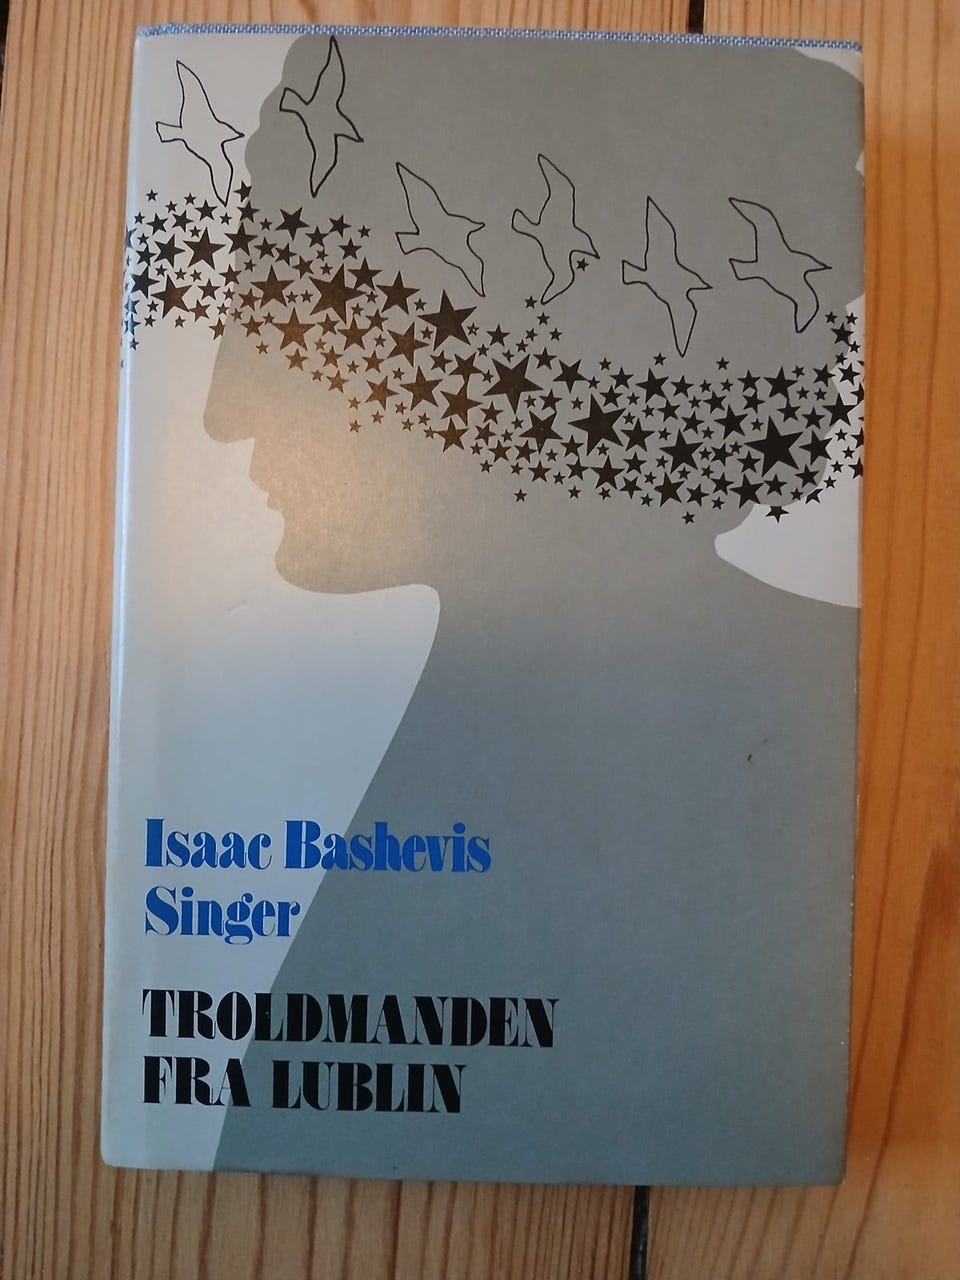 Isaac Bashevis
Singer
TROLDMANDEN
FRA LUBLIN